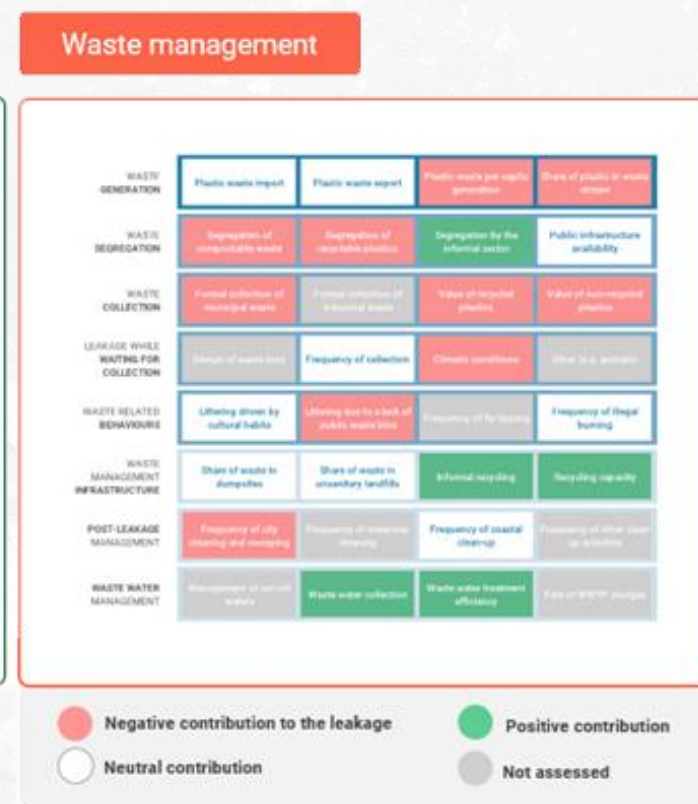 Waste management
WASTE
GENERATION
Plastic waste import
Plastic waste export
Plastic waste per capita
generation
Share of plastic in waste
stream
WASTE
SEGREGATION
Segregation of
compostable waste
Segregation of
recyclable plastics
Segregation by the
informal sector
Public infrastructure
availability
WASTE
COLLECTION
Formal collection of
municipal waste
Formal collection of
industrial waste
Value of recycled
plastics
Value of non-recycled
plastics
LEAKAGE WHILE
WAITING FOR
COLLECTION
Design of waste bins
Frequency of collection
Climatic conditions
Other (e.g. animals)
WASTE RELATED
BEHAVIOURS
Littering driven by
cultural habits
Littering due to a lack of
public waste bins
Frequency of fly-tipping
Frequency of illegal
burning
WASTE
MANAGEMENT
INFRASTRUCTURE
Share of waste in
dumpsites
Share of waste in
unsanitary landfills
Informal recycling
Recycling capacity
POST-LEAKAGE
MANAGEMENT
Frequency of city
cleaning and sweeping
Frequency of waterway
cleaning
Frequency of coastal
clean-up
Frequency of other clean-
up activities
WASTE WATER
MANAGEMENT
Management of run-off
waters
Waste water collection
Waste water treatment
efficiency
Fate of WWTP sludges
Negative contribution to the leakage
Positive contribution
Neutral contribution
Not assessed